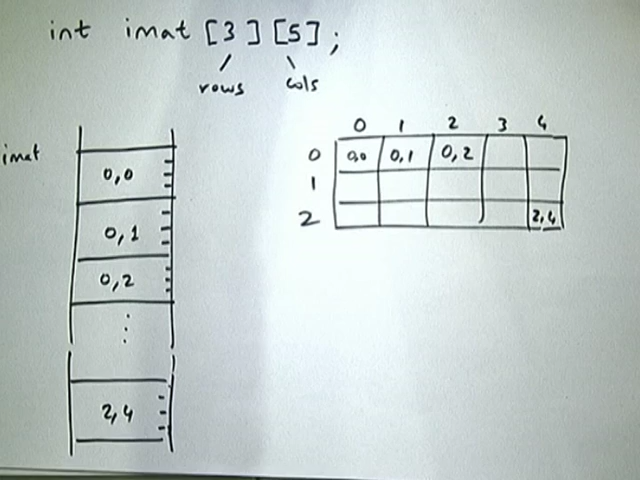 int imat [3][5];
rows cols
imat
0,0
0,1
0,2
⋮
2,4
0 1 2 3 4
0 0,0 0,1 0,2
1
2 2,4